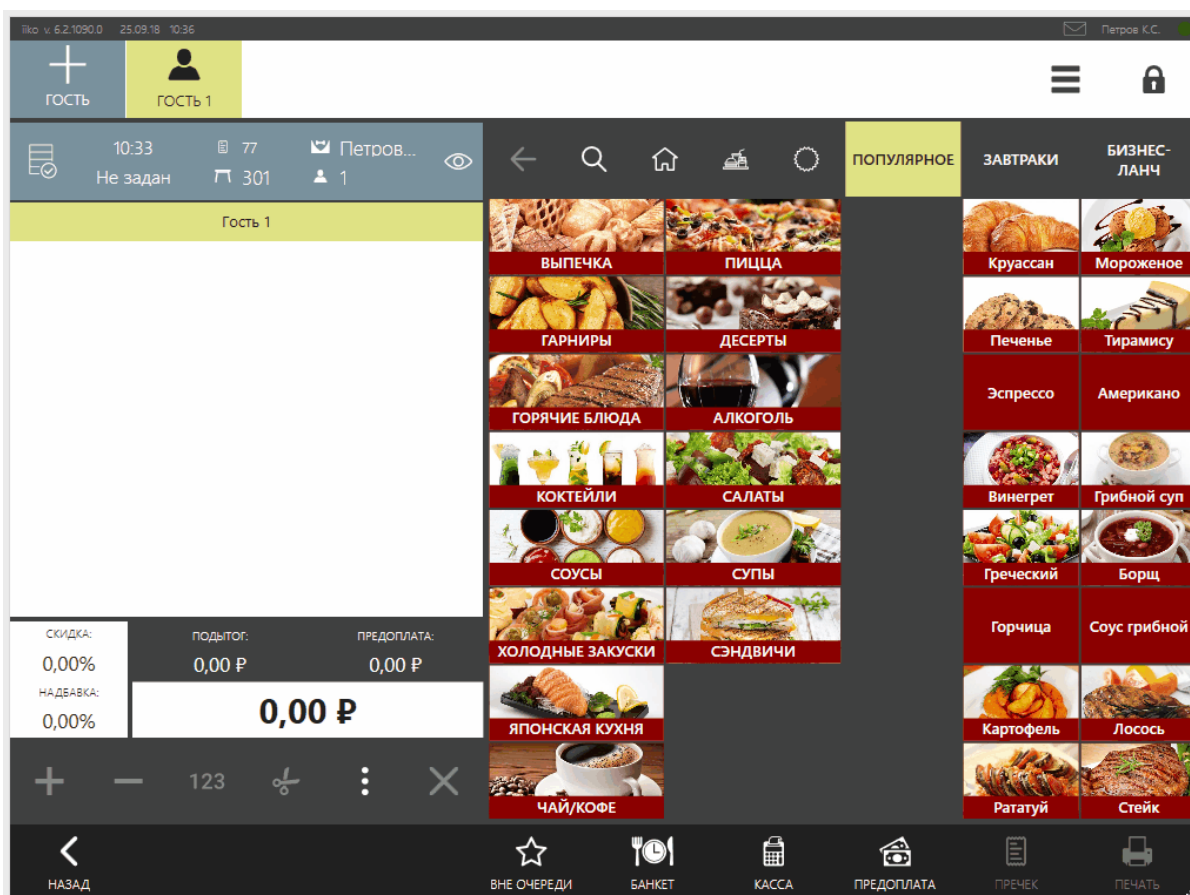 iiko v. 6.2.1090.0 25.09.18 10:36 Петров К.С.
ГОСТЬ ГОСТЬ 1
10:33 77 Петров...
Не задан 301 1
ПОПУЛЯРНОЕ ЗАВТРАКИ БИЗНЕС-
ЛАНЧ
Гость 1
ВЫПЕЧКА ПИЦЦА Круассан Мороженое
ГАРНИРЫ ДЕСЕРТЫ Печенье Тирамису
ГОРЯЧИЕ БЛЮДА АЛКОГОЛЬ Эспрессо Американо
КОКТЕЙЛИ САЛАТЫ Винегрет Грибной суп
СОУСЫ СУПЫ Греческий Борщ
ХОЛОДНЫЕ ЗАКУСКИ СЭНДВИЧИ Горчица Соус грибной
ЯПОНСКАЯ КУХНЯ Картофель Лосось
ЧАЙ/КОФЕ Рататуй Стейк
СКИДКА: ПОДЫТОГ: ПРЕДОПЛАТА:
0,00% 0,00 ₽ 0,00 ₽
НАДБАВКА:
0,00% 0,00 ₽
123
НАЗАД ВНЕ ОЧЕРЕДИ БАНКЕТ КАССА ПРЕДОПЛАТА ПРЕЧЕК ПЕЧАТЬ